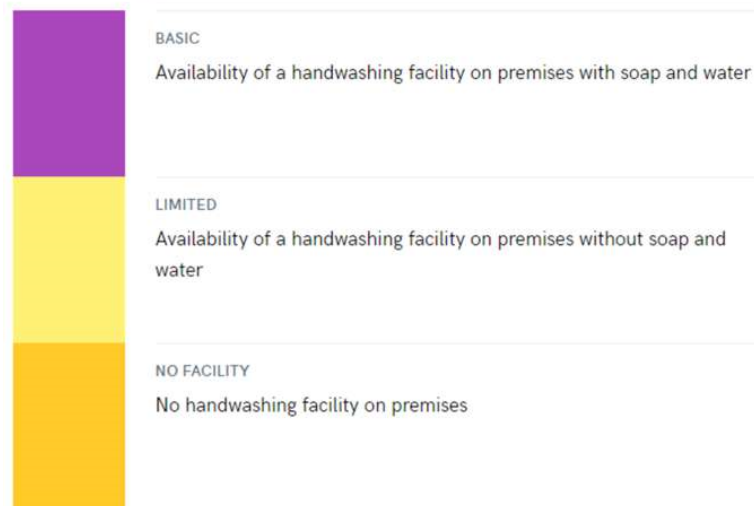 BASIC
Availability of a handwashing facility on premises with soap and water
LIMITED
Availability of a handwashing facility on premises without soap and
water
NO FACILITY
No handwashing facility on premises